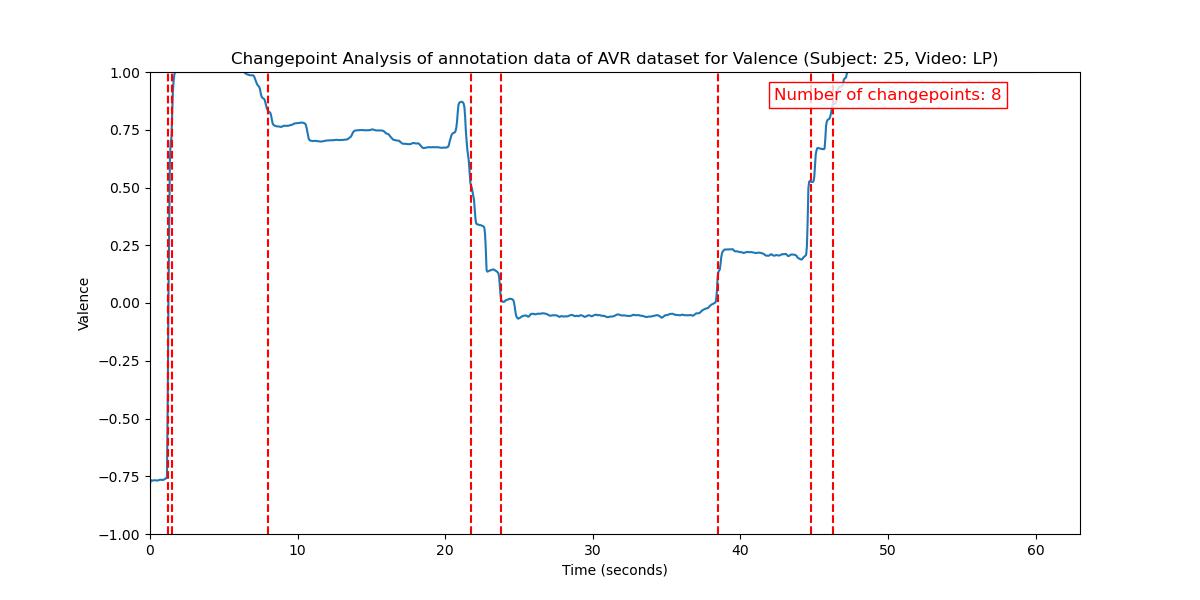 Changepoint Analysis of annotation data of AVR dataset for Valence (Subject: 25, Video: LP)
Number of changepoints: 8
1.00
0.75
0.50
0.25
0.00
−0.25
−0.50
−0.75
−1.00
Valence
0 10 20 30 40 50 60
Time (seconds)